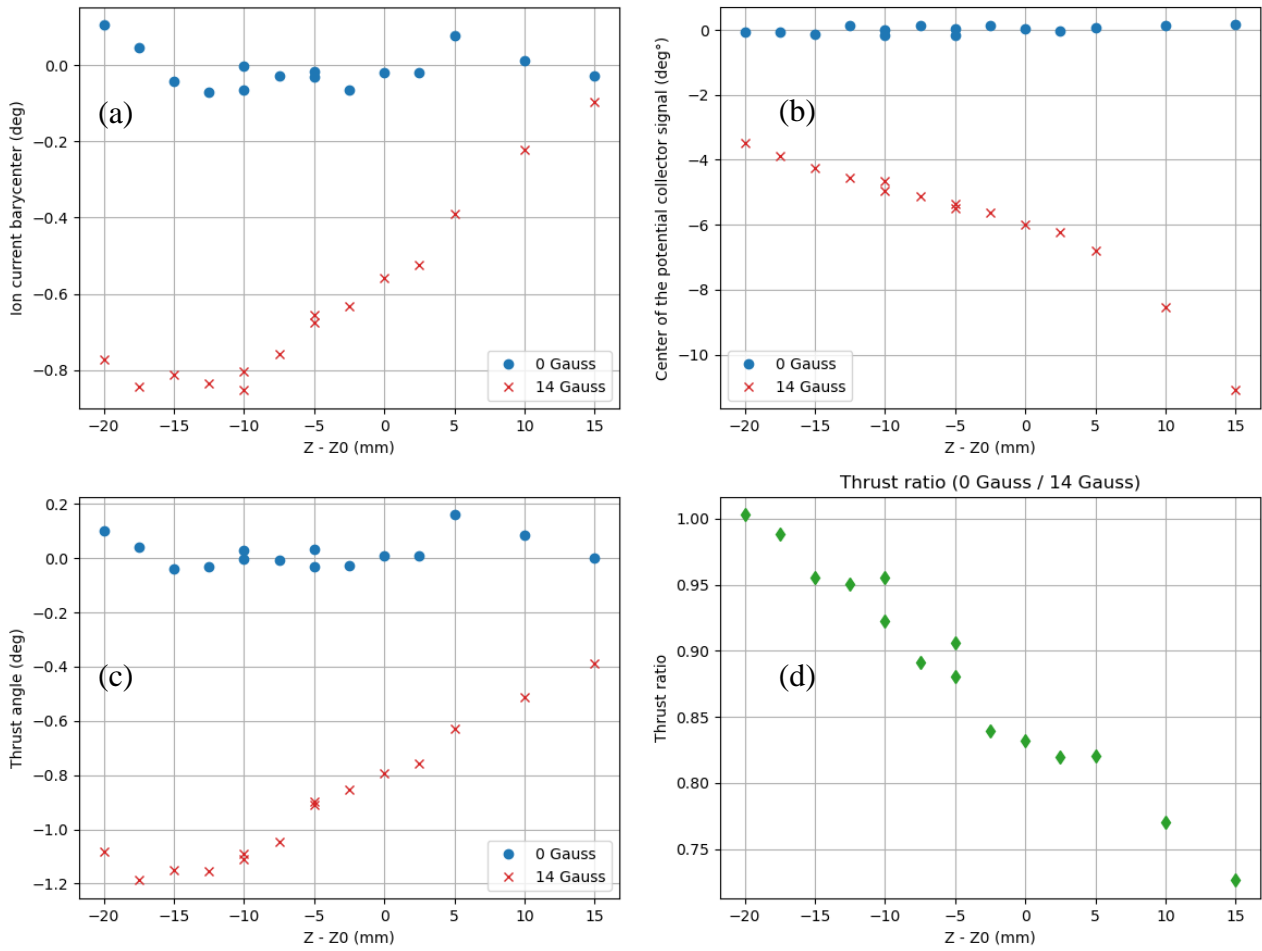 0.0
−0.2
−0.4
−0.6
−0.8
Ion current barycenter (deg)
(a)
0 Gauss
14 Gauss
−20 −15 −10 −5 0 5 10 15
Z - Z0 (mm)
0
−2
−4
−6
−8
−10
Center of the potential collector signal (deg°)
(b)
0 Gauss
14 Gauss
−20 −15 −10 −5 0 5 10 15
Z - Z0 (mm)
0.2
0.0
−0.2
−0.4
−0.6
−0.8
−1.0
−1.2
Thrust angle (deg)
(c)
0 Gauss
14 Gauss
−20 −15 −10 −5 0 5 10 15
Z - Z0 (mm)
Thrust ratio (0 Gauss / 14 Gauss)
1.00
0.95
0.90
0.85
0.80
0.75
Thrust ratio
(d)
−20 −15 −10 −5 0 5 10 15
Z - Z0 (mm)